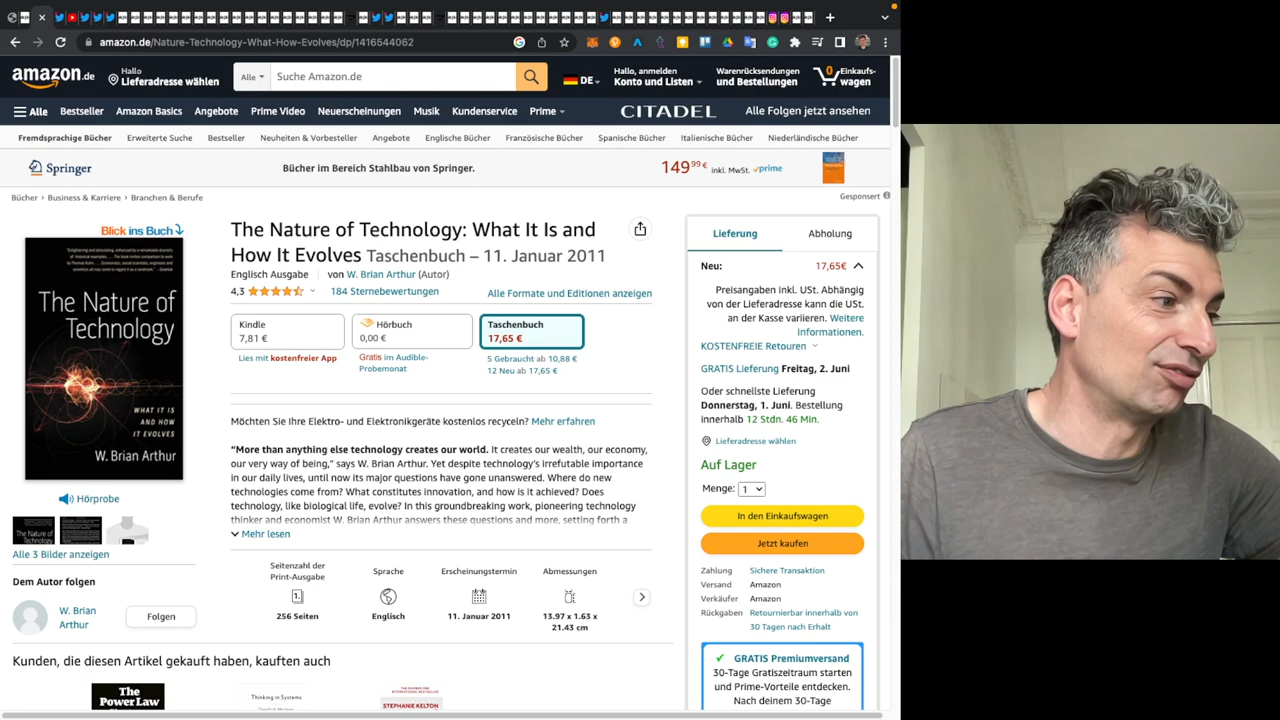 amazon.de/Nature-Technology-What-How-Evolves/dp/1416544062
amazon.de
Hallo
Lieferadresse wählen
Alle
Suche Amazon.de
DE
Hallo, anmelden
Konto und Listen
Warenrücksendungen
und Bestellungen
0
Einkaufs-
wagen
Alle
Bestseller
Amazon Basics
Angebote
Prime Video
Neuerscheinungen
Musik
Kundenservice
Prime
CITADEL
Alle Folgen jetzt ansehen
Fremdsprachige Bücher
Erweiterte Suche
Bestseller
Neuheiten & Vorbesteller
Angebote
Englische Bücher
Französische Bücher
Spanische Bücher
Italienische Bücher
Niederländische Bücher
Springer
Bücher im Bereich Stahlbau von Springer.
149,99 € inkl. MwSt. prime
Gesponsert
Bücher › Business & Karriere › Branchen & Berufe
Blick ins Buch
The Nature of
Technology
WHAT IT IS
AND HOW
IT EVOLVES
W. Brian Arthur
Hörprobe
The Nature of
Alle 3 Bilder anzeigen
Dem Autor folgen
W. Brian
Arthur
Folgen
The Nature of Technology: What It Is and
How It Evolves Taschenbuch – 11. Januar 2011
Englisch Ausgabe
von W. Brian Arthur (Autor)
4,3
184 Sternebewertungen
Alle Formate und Editionen anzeigen
Kindle
7,81 €
Lies mit kostenfreier App
Hörbuch
0,00 €
Gratis im Audible-
Probemonat
Taschenbuch
17,65 €
5 Gebraucht ab 10,88 €
12 Neu ab 17,65 €
Möchten Sie Ihre Elektro- und Elektronikgeräte kostenlos recyceln? Mehr erfahren
“More than anything else technology creates our world. It creates our wealth, our economy,
our very way of being,” says W. Brian Arthur. Yet despite technology’s irrefutable importance
in our daily lives, until now its major questions have gone unanswered. Where do new
technologies come from? What constitutes innovation, and how is it achieved? Does
technology, like biological life, evolve? In this groundbreaking work, pioneering technology
thinker and economist W. Brian Arthur answers these questions and more, setting forth a
Mehr lesen
Seitenzahl der
Print-Ausgabe
256 Seiten
Sprache
Englisch
Erscheinungstermin
11. Januar 2011
Abmessungen
13.97 x 1.63 x
21.43 cm
Lieferung
Abholung
Neu:
17,65€
Preisangaben inkl. USt. Abhängig
von der Lieferadresse kann die USt.
an der Kasse variieren. Weitere
Informationen.
KOSTENFREIE Retouren
GRATIS Lieferung Freitag, 2. Juni
Oder schnellste Lieferung
Donnerstag, 1. Juni. Bestellung
innerhalb 12 Stdn. 46 Min.
Lieferadresse wählen
Auf Lager
Menge: 1
In den Einkaufswagen
Jetzt kaufen
Zahlung Sichere Transaktion
Versand Amazon
Verkäufer Amazon
Rückgaben Retournierbar innerhalb von
30 Tagen nach Erhalt
GRATIS Premiumversand
30-Tage Gratiszeitraum starten
und Prime-Vorteile entdecken.
Nach deinem 30-Tage
Kunden, die diesen Artikel gekauft haben, kauften auch
The
Power Law
Thinking in Systems
STEPHANIE KELTON